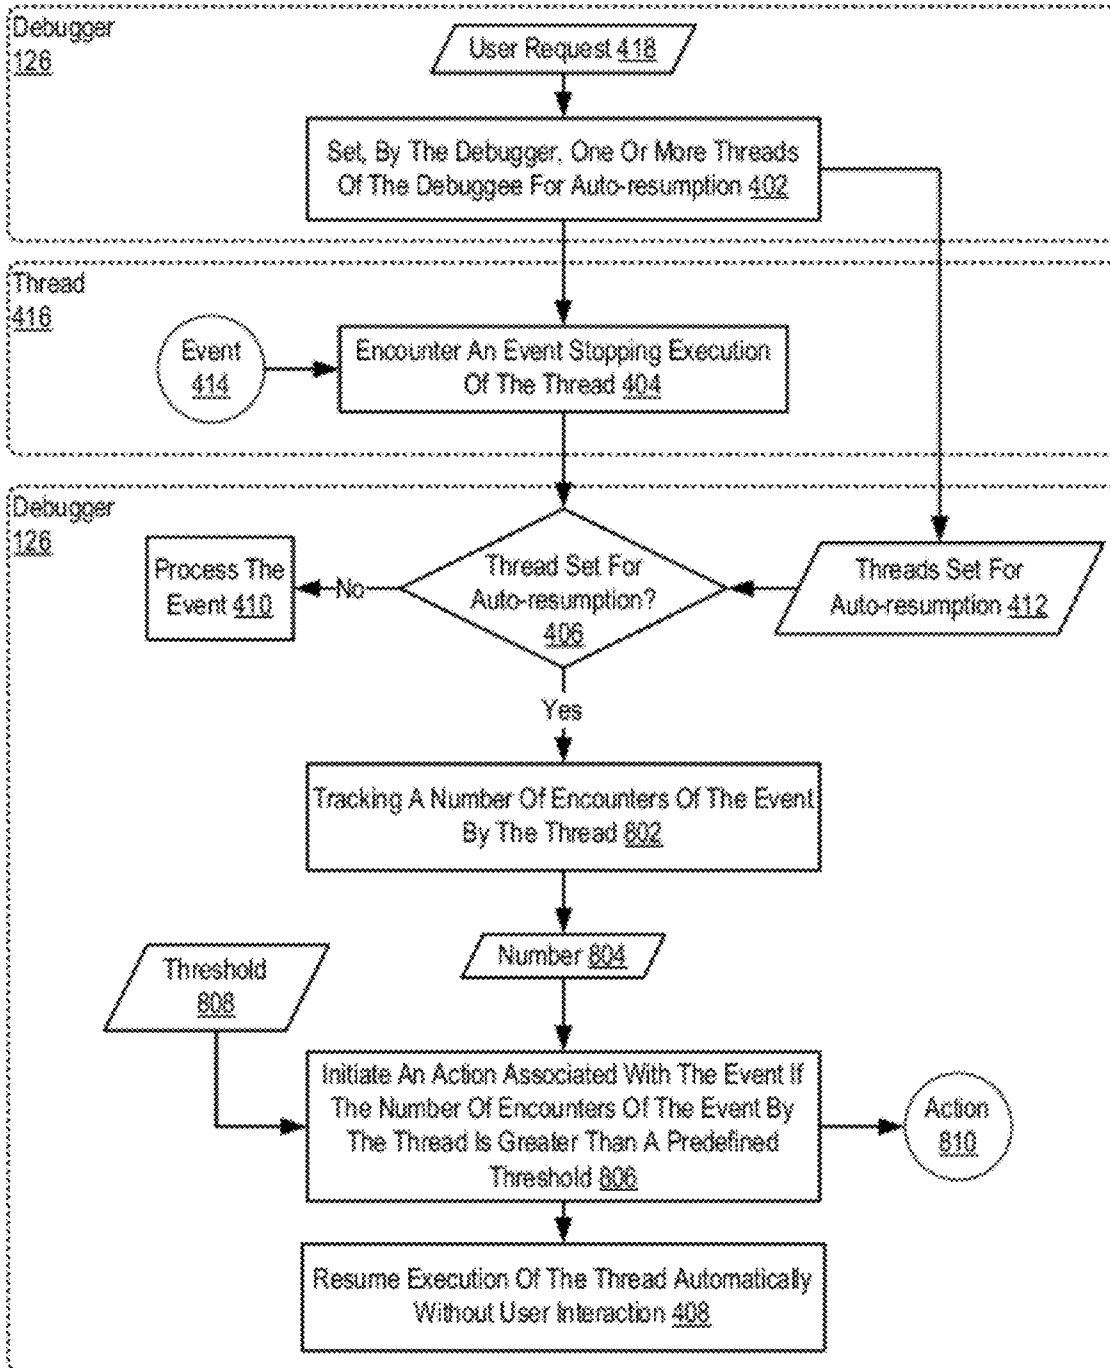 Debugger
126
User Request 418
Set, By The Debugger, One Or More Threads
Of The Debuggee For Auto-resumption 402
Thread
416
Event
414
Encounter An Event Stopping Execution
Of The Thread 404
Debugger
126
Process The
Event 410
No
Thread Set For
Auto-resumption?
406
Threads Set For
Auto-resumption 412
Yes
Tracking A Number Of Encounters Of The Event
By The Thread 802
Number 804
Threshold
808
Initiate An Action Associated With The Event If
The Number Of Encounters Of The Event By
The Thread Is Greater Than A Predefined
Threshold 806
Action
810
Resume Execution Of The Thread Automatically
Without User Interaction 408